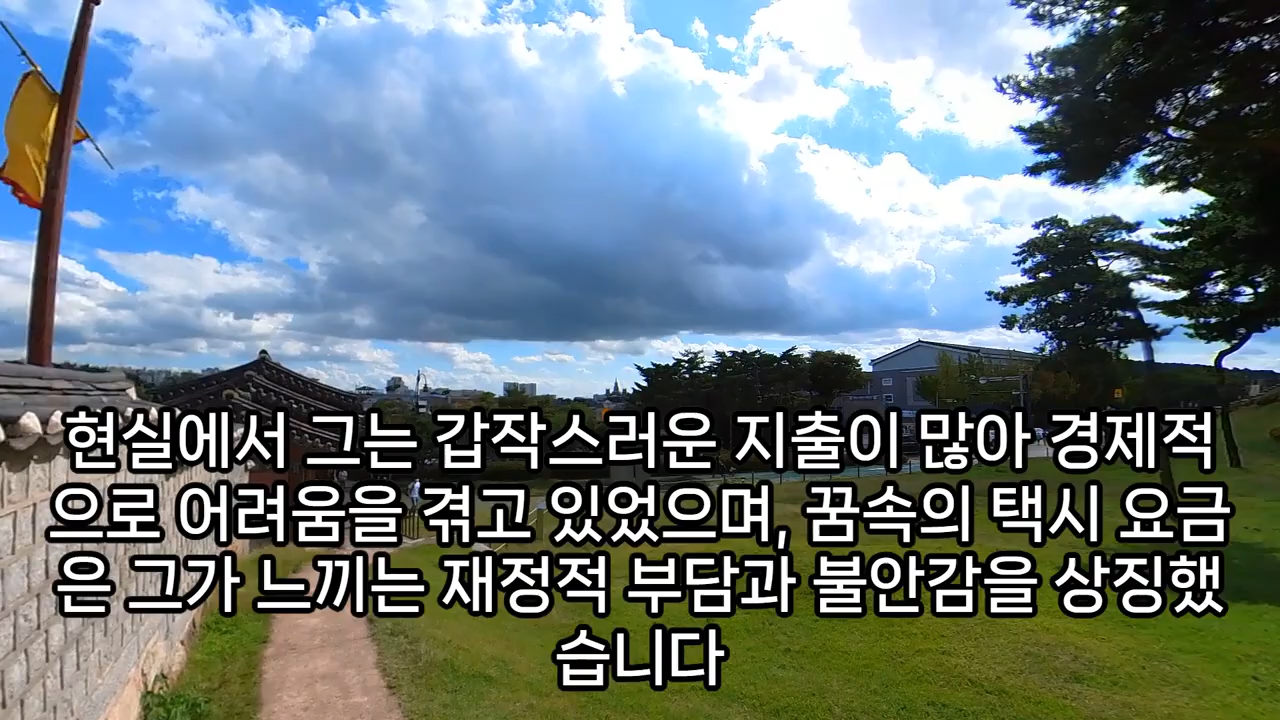 현실에서 그는 갑작스러운 지출이 많아 경제적
으로 어려움을 겪고 있었으며, 꿈속의 택시 요금
은 그가 느끼는 재정적 부담과 불안감을 상징했
습니다